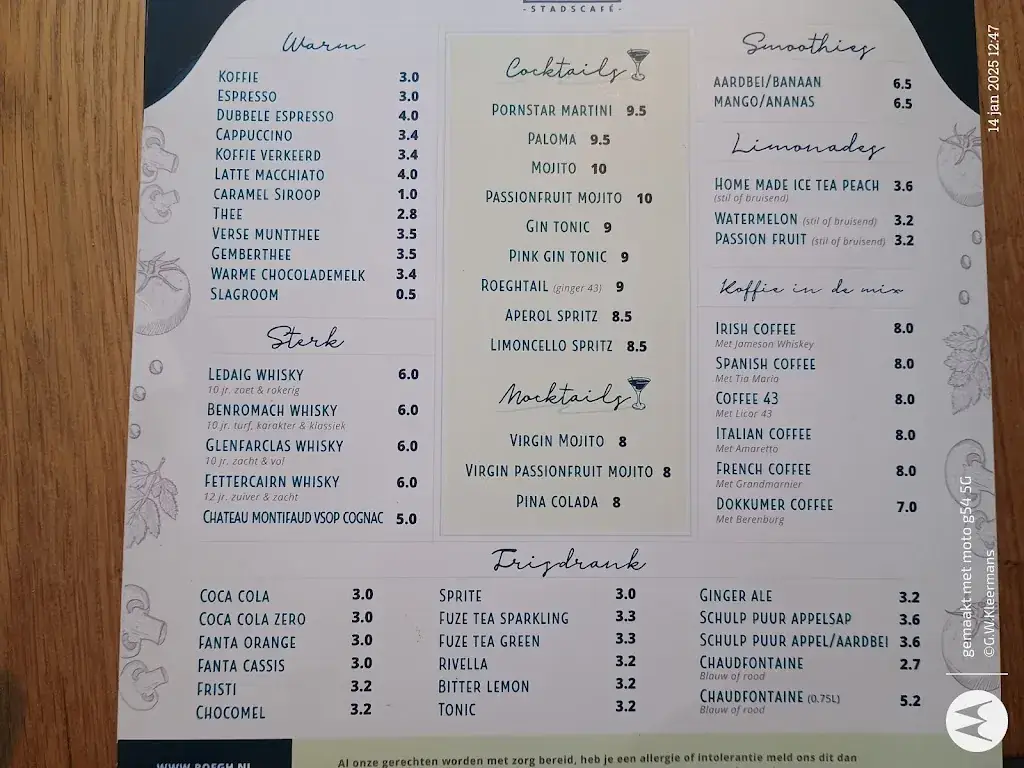 - STADSCAFÉ -
Warm
KOFFIE 3.0
ESPRESSO 3.0
DUBBELE ESPRESSO 4.0
CAPPUCCINO 3.4
KOFFIE VERKEERD 3.4
LATTE MACCHIATO 4.0
CARAMEL SIROOP 1.0
THEE 2.8
VERSE MUNTTHEE 3.5
GEMBERTHEE 3.5
WARME CHOCOLADEMELK 3.4
SLAGROOM 0.5
Sterk
LEDAIG WHISKY 6.0
10 jr. zoet & rokerig
BENROMACH WHISKY 6.0
10 jr. turf, karakter & klassiek
GLENFARCLAS WHISKY 6.0
10 jr. zacht & vol
FETTERCAIRN WHISKY 6.0
12 jr. zuiver & zacht
CHATEAU MONTIFAUD VSOP COGNAC 5.0
Cocktails
PORNSTAR MARTINI 9.5
PALOMA 9.5
MOJITO 10
PASSIONFRUIT MOJITO 10
GIN TONIC 9
PINK GIN TONIC 9
ROEGHTAIL (ginger 43) 9
APEROL SPRITZ 8.5
LIMONCELLO SPRITZ 8.5
Mocktails
VIRGIN MOJITO 8
VIRGIN PASSIONFRUIT MOJITO 8
PINA COLADA 8
Smoothies
AARDBEI/BANAAN 6.5
MANGO/ANANAS 6.5
Limonades
HOME MADE ICE TEA PEACH 3.6
(stil of bruisend)
WATERMELON (stil of bruisend) 3.2
PASSION FRUIT (stil of bruisend) 3.2
Koffie in de mix
IRISH COFFEE 8.0
Met Jameson Whiskey
SPANISH COFFEE 8.0
Met Tia Maria
COFFEE 43 8.0
Met Licor 43
ITALIAN COFFEE 8.0
Met Amaretto
FRENCH COFFEE 8.0
Met Grandmarnier
DOKKUMER COFFEE 7.0
Met Berenburg
Frisdrank
COCA COLA 3.0
COCA COLA ZERO 3.0
FANTA ORANGE 3.0
FANTA CASSIS 3.0
FRISTI 3.2
CHOCOMEL 3.2
SPRITE 3.0
FUZE TEA SPARKLING 3.3
FUZE TEA GREEN 3.3
RIVELLA 3.2
BITTER LEMON 3.2
TONIC 3.2
GINGER ALE 3.2
SCHULP PUUR APPELSAP 3.6
SCHULP PUUR APPEL/AARDBEI 3.6
CHAUDFONTAINE 2.7
Blauw of rood
CHAUDFONTAINE (0.75L) 5.2
Blauw of rood
WWW.ROEGH.NL
Al onze gerechten worden met zorg bereid, heb je een allergie of intolerantie meld ons dit dan
14 jan 2025 12:47
gemaakt met moto g54 5G
©G.W.Kleermans